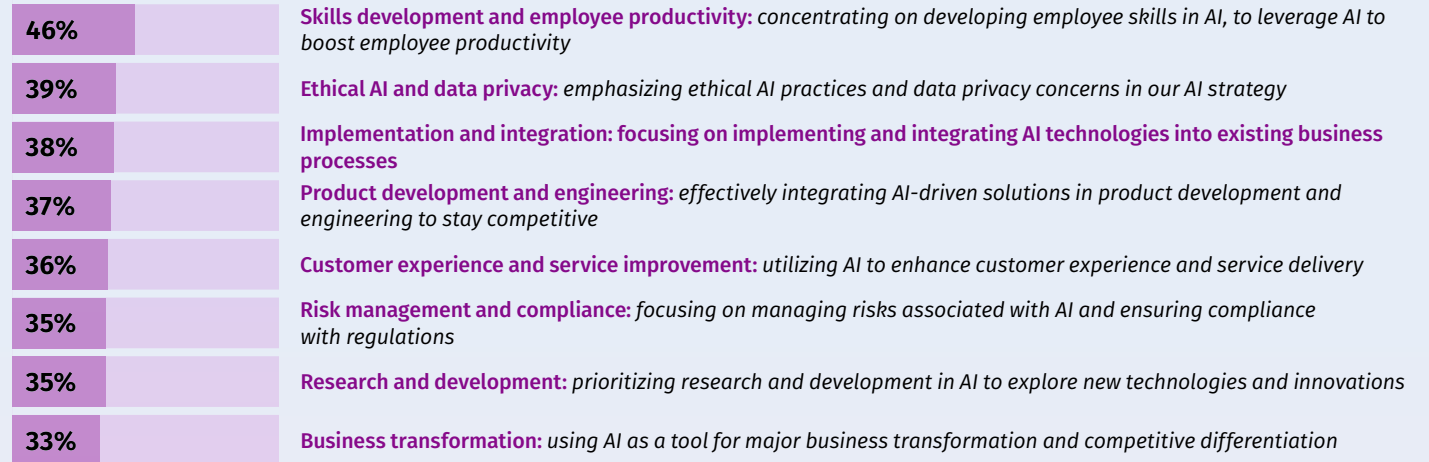 46%
Skills development and employee productivity: concentrating on developing employee skills in AI, to leverage AI to
boost employee productivity
39%
Ethical AI and data privacy: emphasizing ethical AI practices and data privacy concerns in our AI strategy
38%
Implementation and integration: focusing on implementing and integrating AI technologies into existing business
processes
37%
Product development and engineering: effectively integrating AI-driven solutions in product development and
engineering to stay competitive
36%
Customer experience and service improvement: utilizing AI to enhance customer experience and service delivery
35%
Risk management and compliance: focusing on managing risks associated with AI and ensuring compliance
with regulations
35%
Research and development: prioritizing research and development in AI to explore new technologies and innovations
33%
Business transformation: using AI as a tool for major business transformation and competitive differentiation